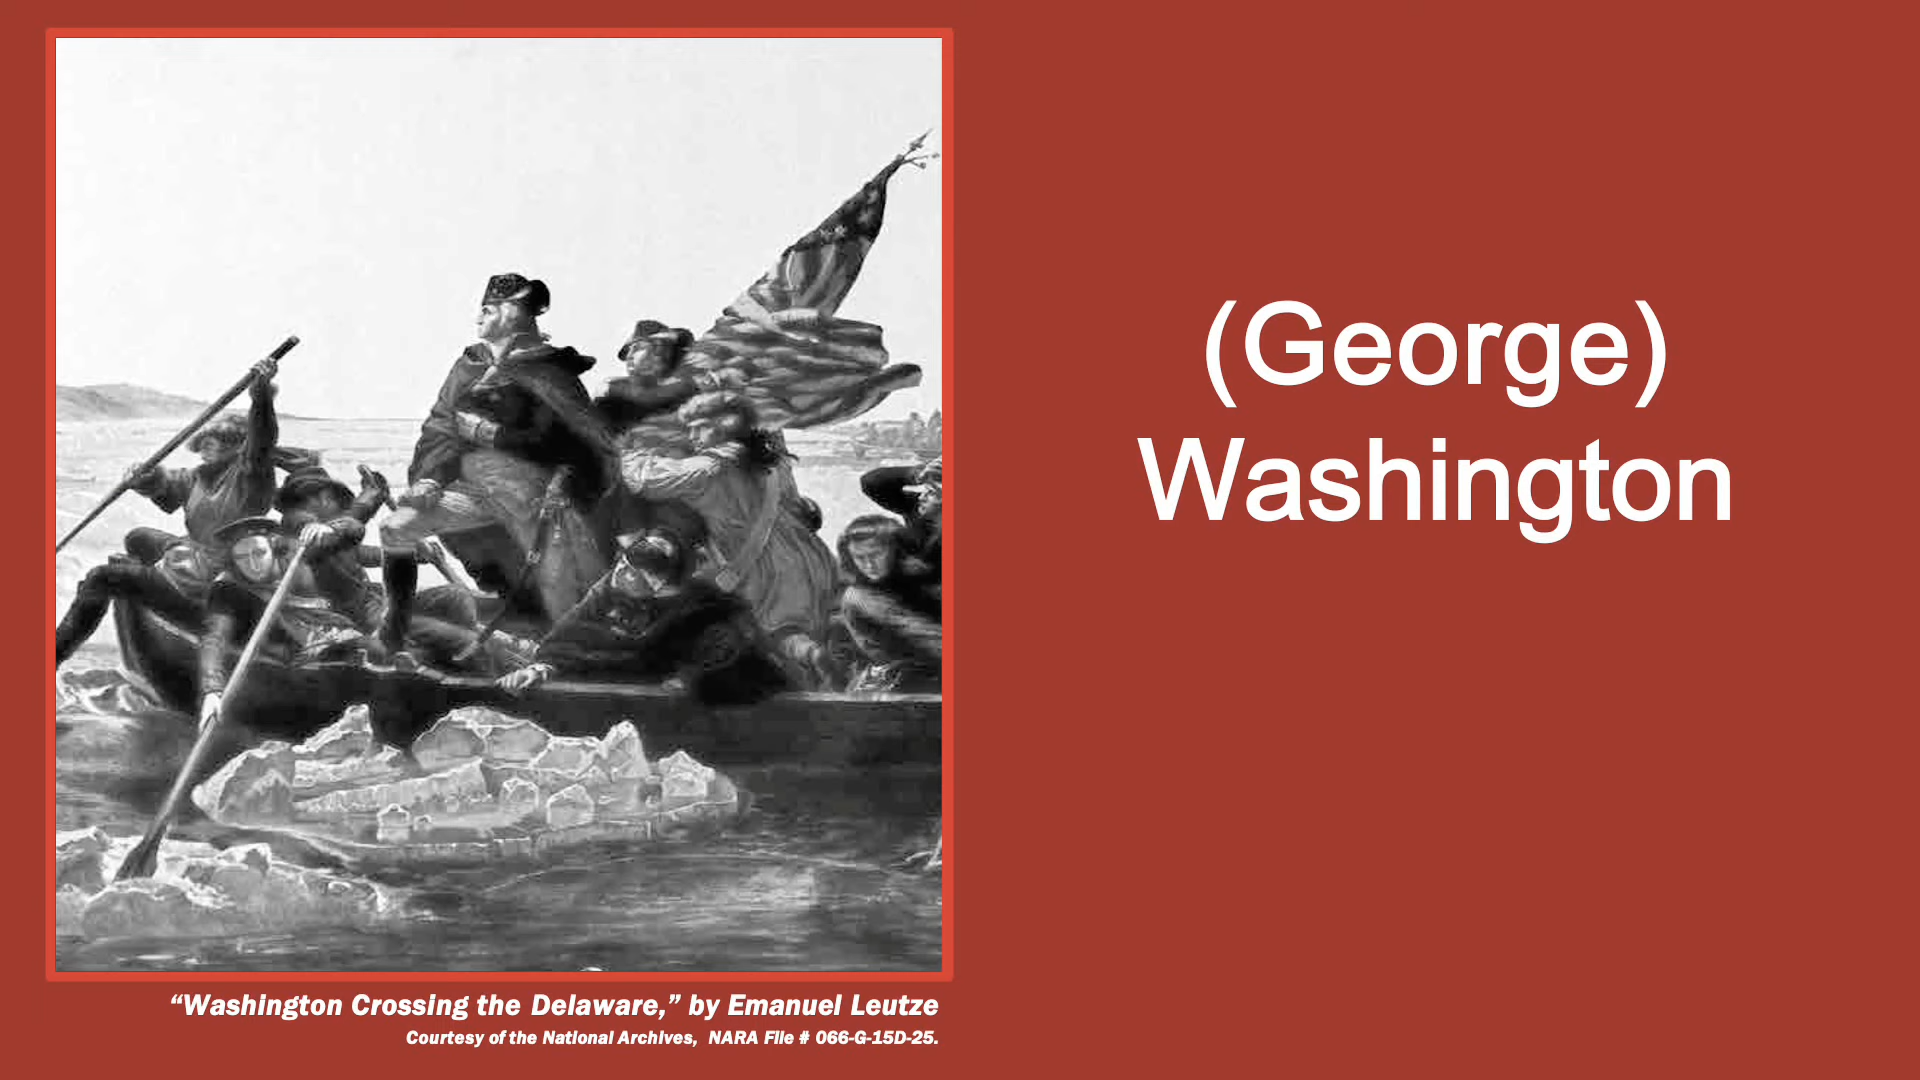 (George)
Washington
“Washington Crossing the Delaware,” by Emanuel Leutze
Courtesy of the National Archives, NARA File # 066-G-15D-25.